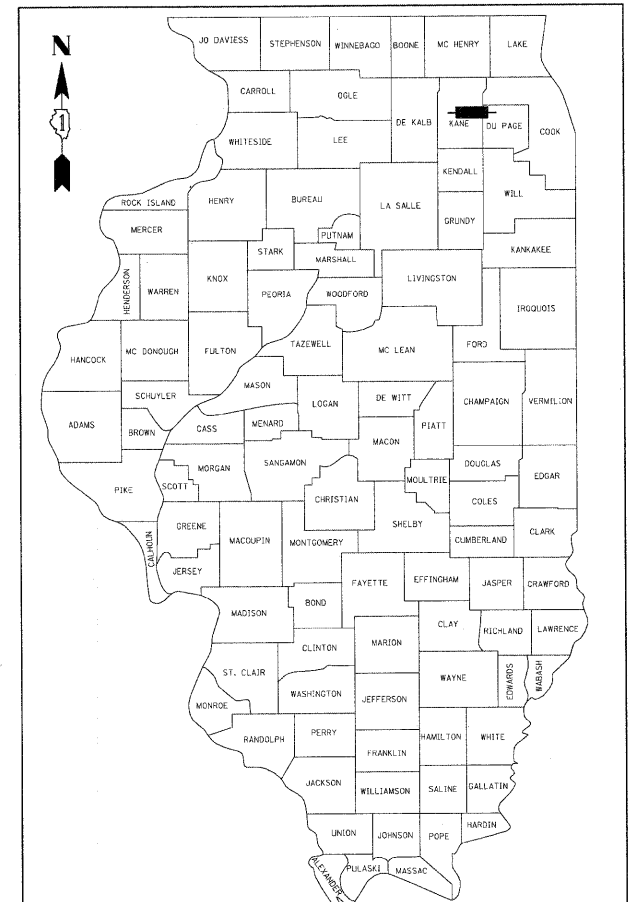 JO DAVIESS STEPHENSON WINNEBAGO BOONE MC HENRY LAKE
N
CARROLL OGLE
1
DE KALB KANE DU PAGE COOK
WHITESIDE LEE
KENDALL
WILL
ROCK ISLAND HENRY BUREAU LA SALLE
GRUNDY
MERCER PUTNAM
STARK KANKAKEE
MARSHALL
HENDERSON WARREN KNOX PEORIA WOODFORD LIVINGSTON
IROQUOIS
HANCOCK MC DONOUGH FULTON TAZEWELL MC LEAN FORD
MASON
SCHUYLER LOGAN DE WITT CHAMPAIGN VERMILION
ADAMS BROWN CASS MENARD PIATT
MACON
MORGAN SANGAMON DOUGLAS
PIKE SCOTT CHRISTIAN MOULTRIE EDGAR
COLES
GREENE SHELBY
CALHOUN MACOUPIN MONTGOMERY CUMBERLAND CLARK
JERSEY FAYETTE EFFINGHAM JASPER CRAWFORD
MADISON BOND
CLAY RICHLAND LAWRENCE
CLINTON MARION
ST. CLAIR
WAYNE EDWARDS WABASH
WASHINGTON JEFFERSON
MONROE
RANDOLPH PERRY HAMILTON WHITE
FRANKLIN
JACKSON WILLIAMSON SALINE GALLATIN
HARDIN
UNION JOHNSON POPE
ALEXANDER PULASKI MASSAC